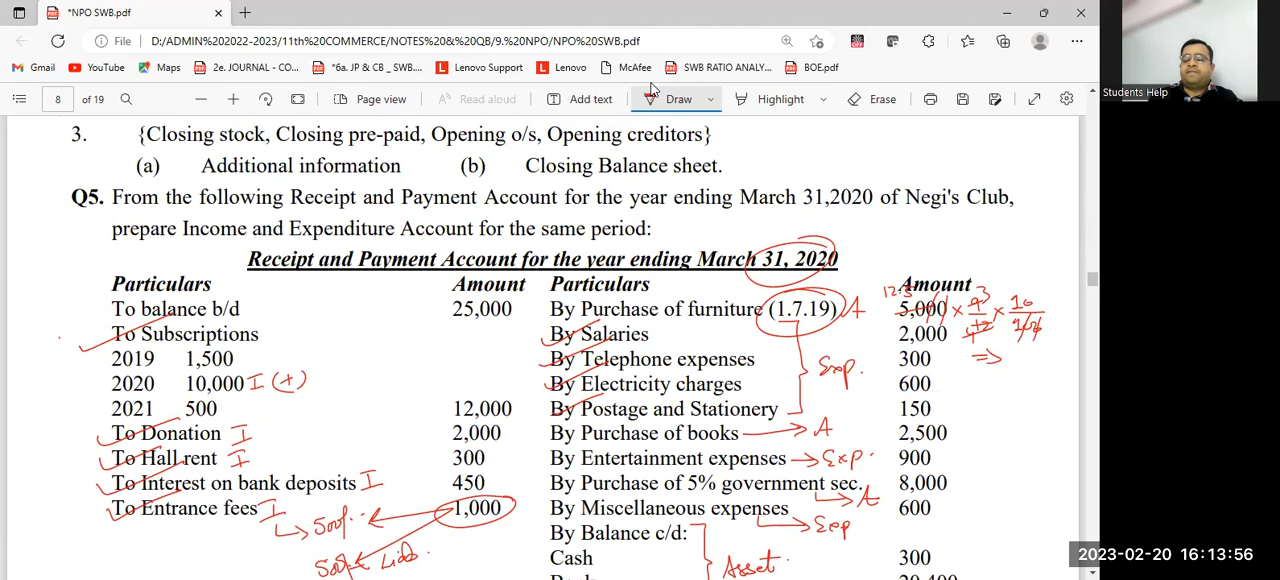 *NPO SWB.pdf
File D:/ADMIN%202022-2023/11th%20COMMERCE/NOTES%20&%20QB/9.%20NPO/NPO%20SWB.pdf
Gmail YouTube Maps 2e. JOURNAL - CO... *6a. JP & CB _ SWB.... Lenovo Support Lenovo McAfee SWB RATIO ANALY... BOE.pdf
8 of 19 Page view Read aloud Add text Draw Highlight Erase
Students Help
3. {Closing stock, Closing pre-paid, Opening o/s, Opening creditors}
(a) Additional information (b) Closing Balance sheet.
Q5. From the following Receipt and Payment Account for the year ending March 31,2020 of Negi's Club,
prepare Income and Expenditure Account for the same period:
Receipt and Payment Account for the year ending March 31, 2020
Particulars Amount Particulars Amount
To balance b/d 25,000 By Purchase of furniture (1.7.19) A 5,000
To Subscriptions By Salaries 2,000
2019 1,500 By Telephone expenses 300
2020 10,000 I (+) By Electricity charges Exp. 600
2021 500 12,000 By Postage and Stationery 150
To Donation I 2,000 By Purchase of books A 2,500
To Hall rent I 300 By Entertainment expenses Exp. 900
To Interest on bank deposits I 450 By Purchase of 5% government sec. A 8,000
To Entrance fees I 1,000 By Miscellaneous expenses Exp 600
By Balance c/d:
Cash Asset 300
2023-02-20 16:13:56